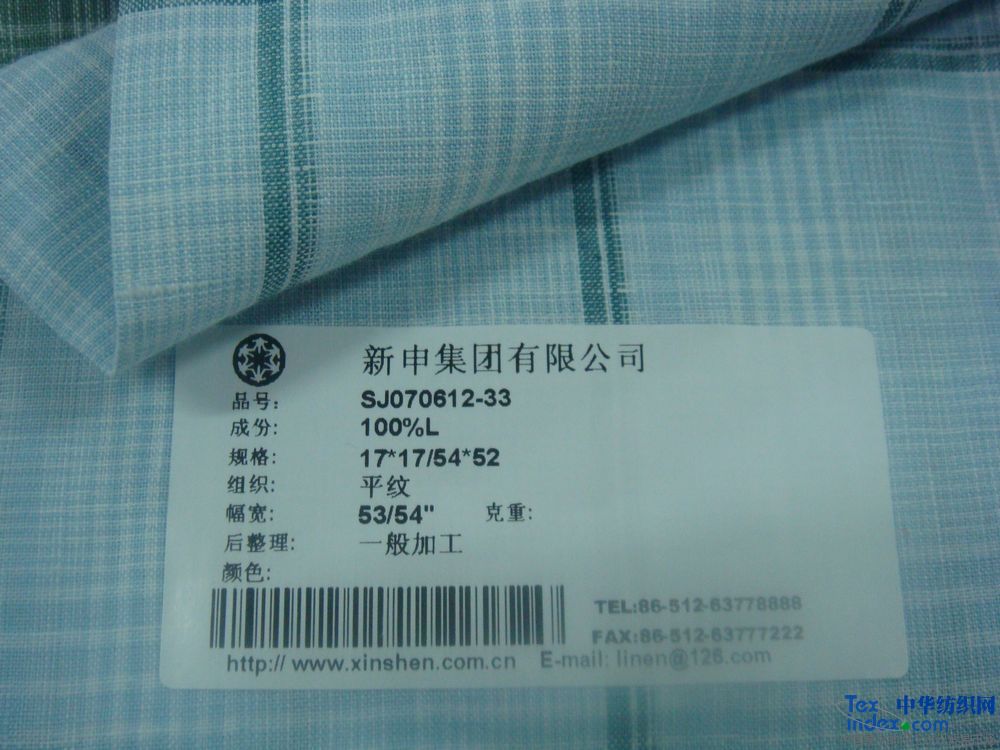 新申集团有限公司
品号: SJ070612-33
成份: 100%L
规格: 17*17/54*52
组织: 平纹
幅宽: 53/54" 克重:
后整理: 一般加工
颜色:
TEL:86-512-63778888
FAX:86-512-63777222
http:// www.xinshen.com.cn E-mail: linen@126.com
Tex 中华纺织网
index.com